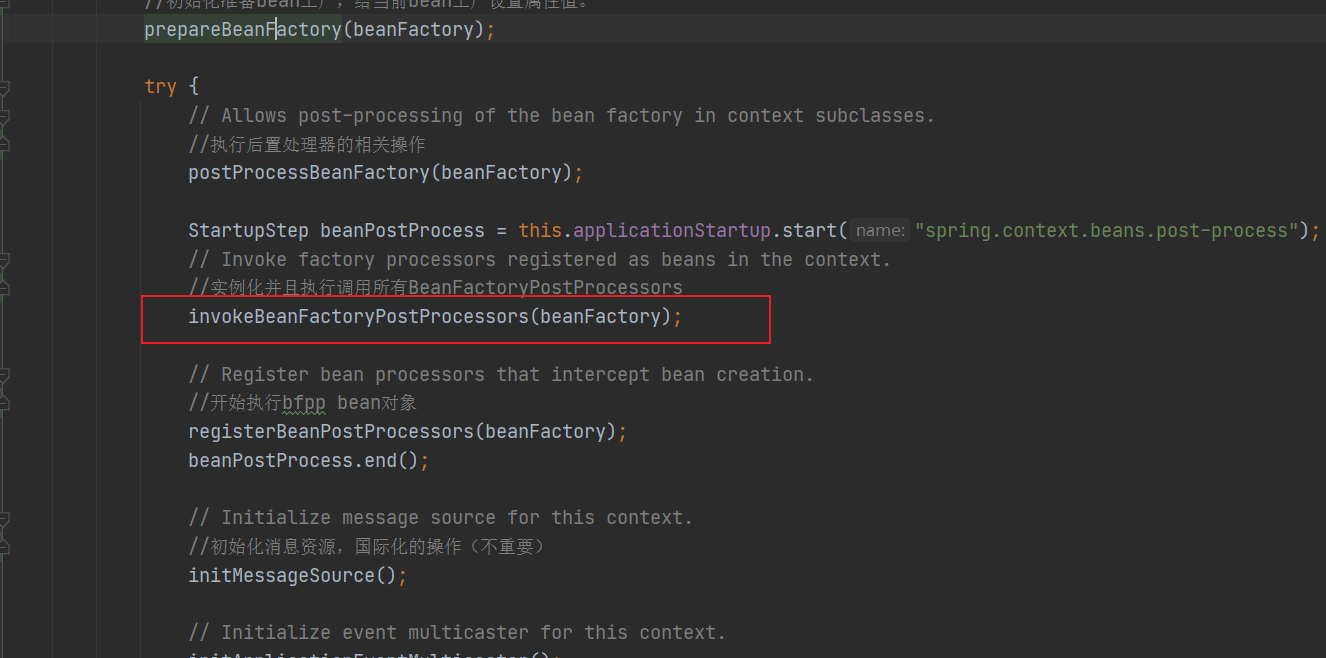 //初始化准备bean工厂，给当前bean工厂设置属性值。
prepareBeanFactory(beanFactory);
try {
// Allows post-processing of the bean factory in context subclasses.
//执行后置处理器的相关操作
postProcessBeanFactory(beanFactory);
StartupStep beanPostProcess = this.applicationStartup.start( name: "spring.context.beans.post-process");
// Invoke factory processors registered as beans in the context.
//实例化并且执行调用所有BeanFactoryPostProcessors
invokeBeanFactoryPostProcessors(beanFactory);
// Register bean processors that intercept bean creation.
//开始执行bfpp bean对象
registerBeanPostProcessors(beanFactory);
beanPostProcess.end();
// Initialize message source for this context.
//初始化消息资源，国际化的操作（不重要）
initMessageSource();
// Initialize event multicaster for this context.
initApplicationEventMulticaster();